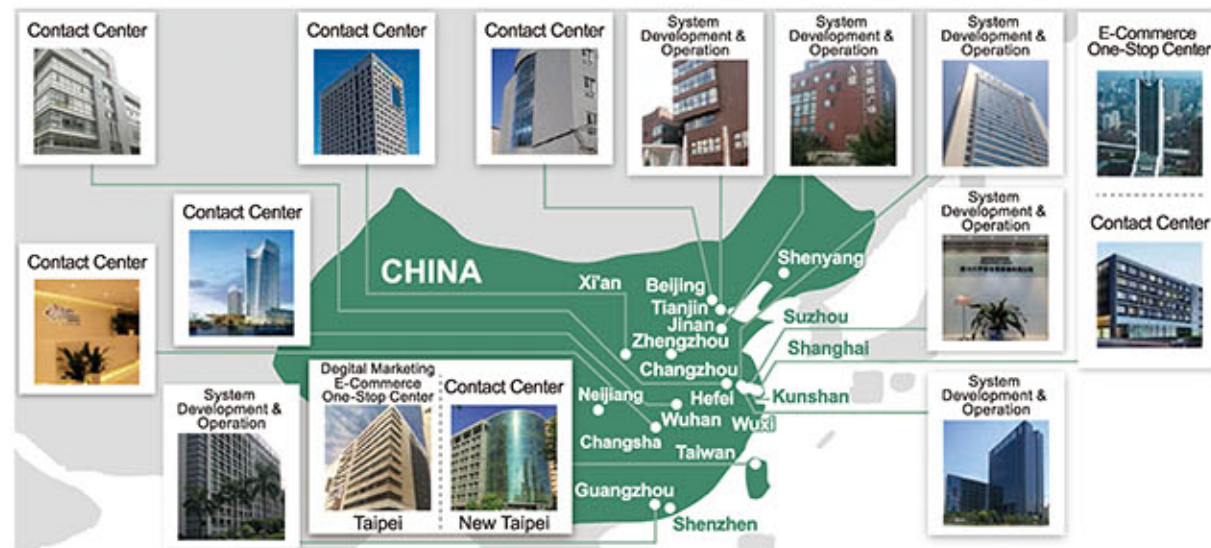 Contact Center
Contact Center
Contact Center
System
Development &
Operation
System
Development &
Operation
System
Development &
Operation
E-Commerce
One-Stop Center
Contact Center
Contact Center
Contact Center
System
Development &
Operation
CHINA
Xi'an
Beijing
Shenyang
Tianjin
Jinan
Suzhou
Zhengzhou
Shanghai
Changzhou
Neijiang
Hefei
Kunshan
Wuhan
Wuxi
Changsha
Taiwan
Guangzhou
Shenzhen
System
Development &
Operation
Degital Marketing
E-Commerce
One-Stop Center
Taipei
Contact Center
New Taipei
System
Development &
Operation